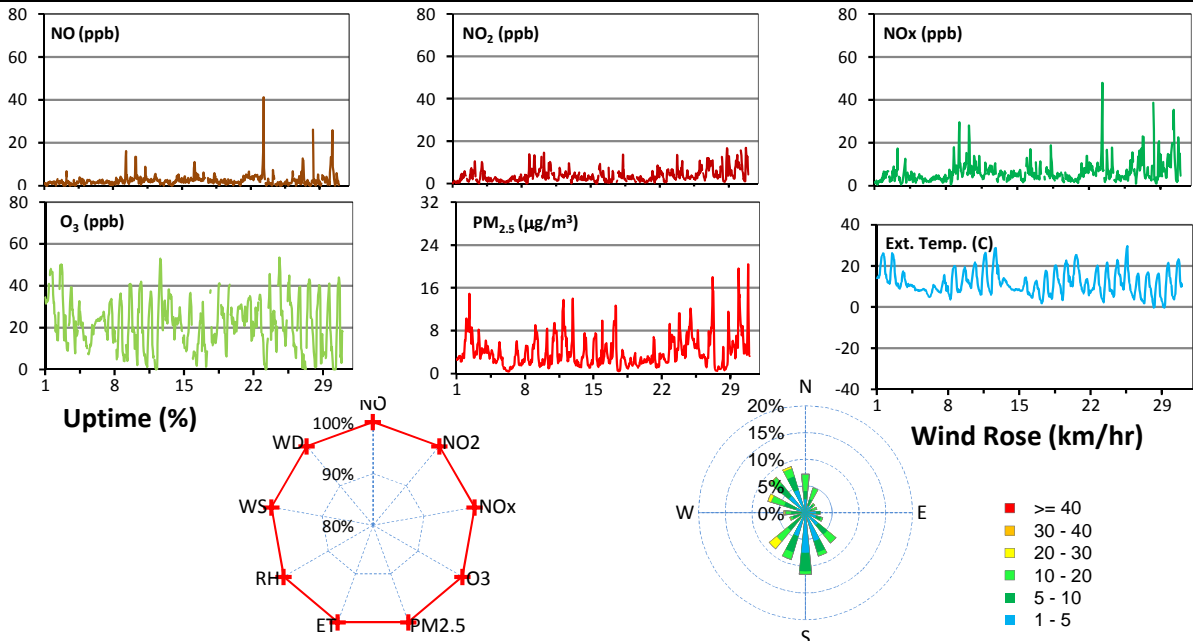 NO (ppb)
80
60
40
20
0
NO2 (ppb)
80
60
40
20
0
NOx (ppb)
80
60
40
20
0
O3 (ppb)
80
60
40
20
0
1 8 15 22 29
PM2.5 (µg/m³)
32
24
16
8
0
1 8 15 22 29
Ext. Temp. (C)
40
20
0
-20
-40
1 8 15 22 29
Uptime (%)
NO
NO2
NOx
O3
PM2.5
ET
RH
WS
WD
100%
90%
80%
Wind Rose (km/hr)
N
E
S
W
20%
15%
10%
5%
0%
>= 40
30 - 40
20 - 30
10 - 20
5 - 10
1 - 5